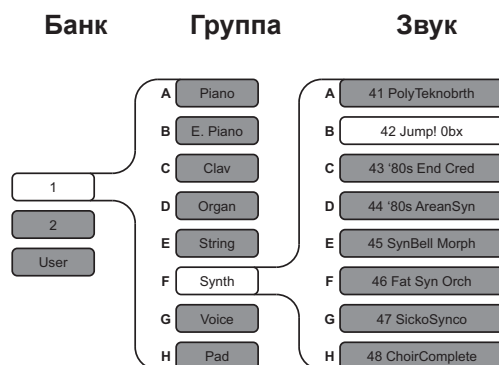 Банк Группа Звук
A Piano A 41 PolyTeknobrth
B E. Piano B 42 Jump! 0bx
C Clav C 43 ‘80s End Cred
1
D Organ D 44 ‘80s AreanSyn
2
E String E 45 SynBell Morph
User
F Synth F 46 Fat Syn Orch
G Voice G 47 SickoSynco
H Pad H 48 ChoirComplete